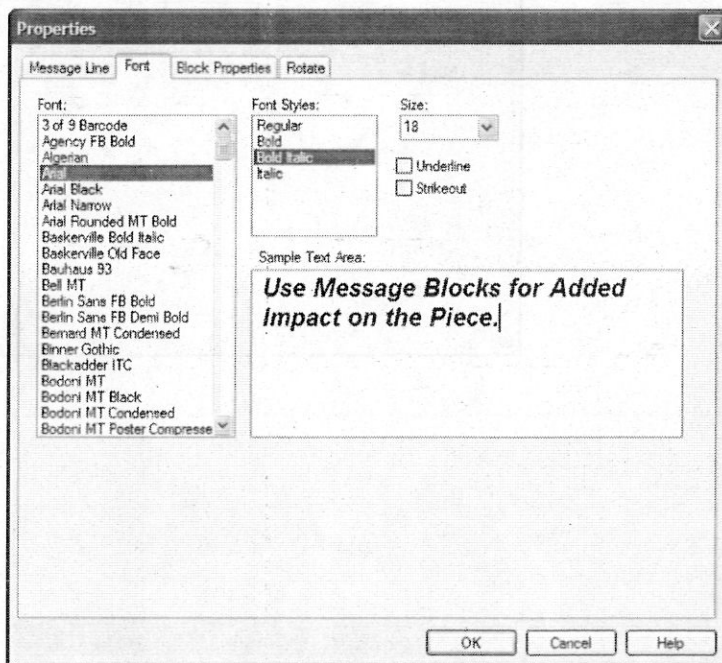 Properties
Message Line Font Block Properties Rotate
Font:
3 of 9 Barcode
Agency FB Bold
Algerian
Arial
Arial Black
Arial Narrow
Arial Rounded MT Bold
Baskerville Bold Italic
Baskerville Old Face
Bauhaus 93
Bell MT
Berlin Sans FB Bold
Berlin Sans FB Demi Bold
Bernard MT Condensed
Binner Gothic
Blackadder ITC
Bodoni MT
Bodoni MT Black
Bodoni MT Condensed
Bodoni MT Poster Compresse
Font Styles:
Regular
Bold
Bold Italic
Italic
Size:
18
Underline
Strikeout
Sample Text Area:
Use Message Blocks for Added
Impact on the Piece.
OK Cancel Help